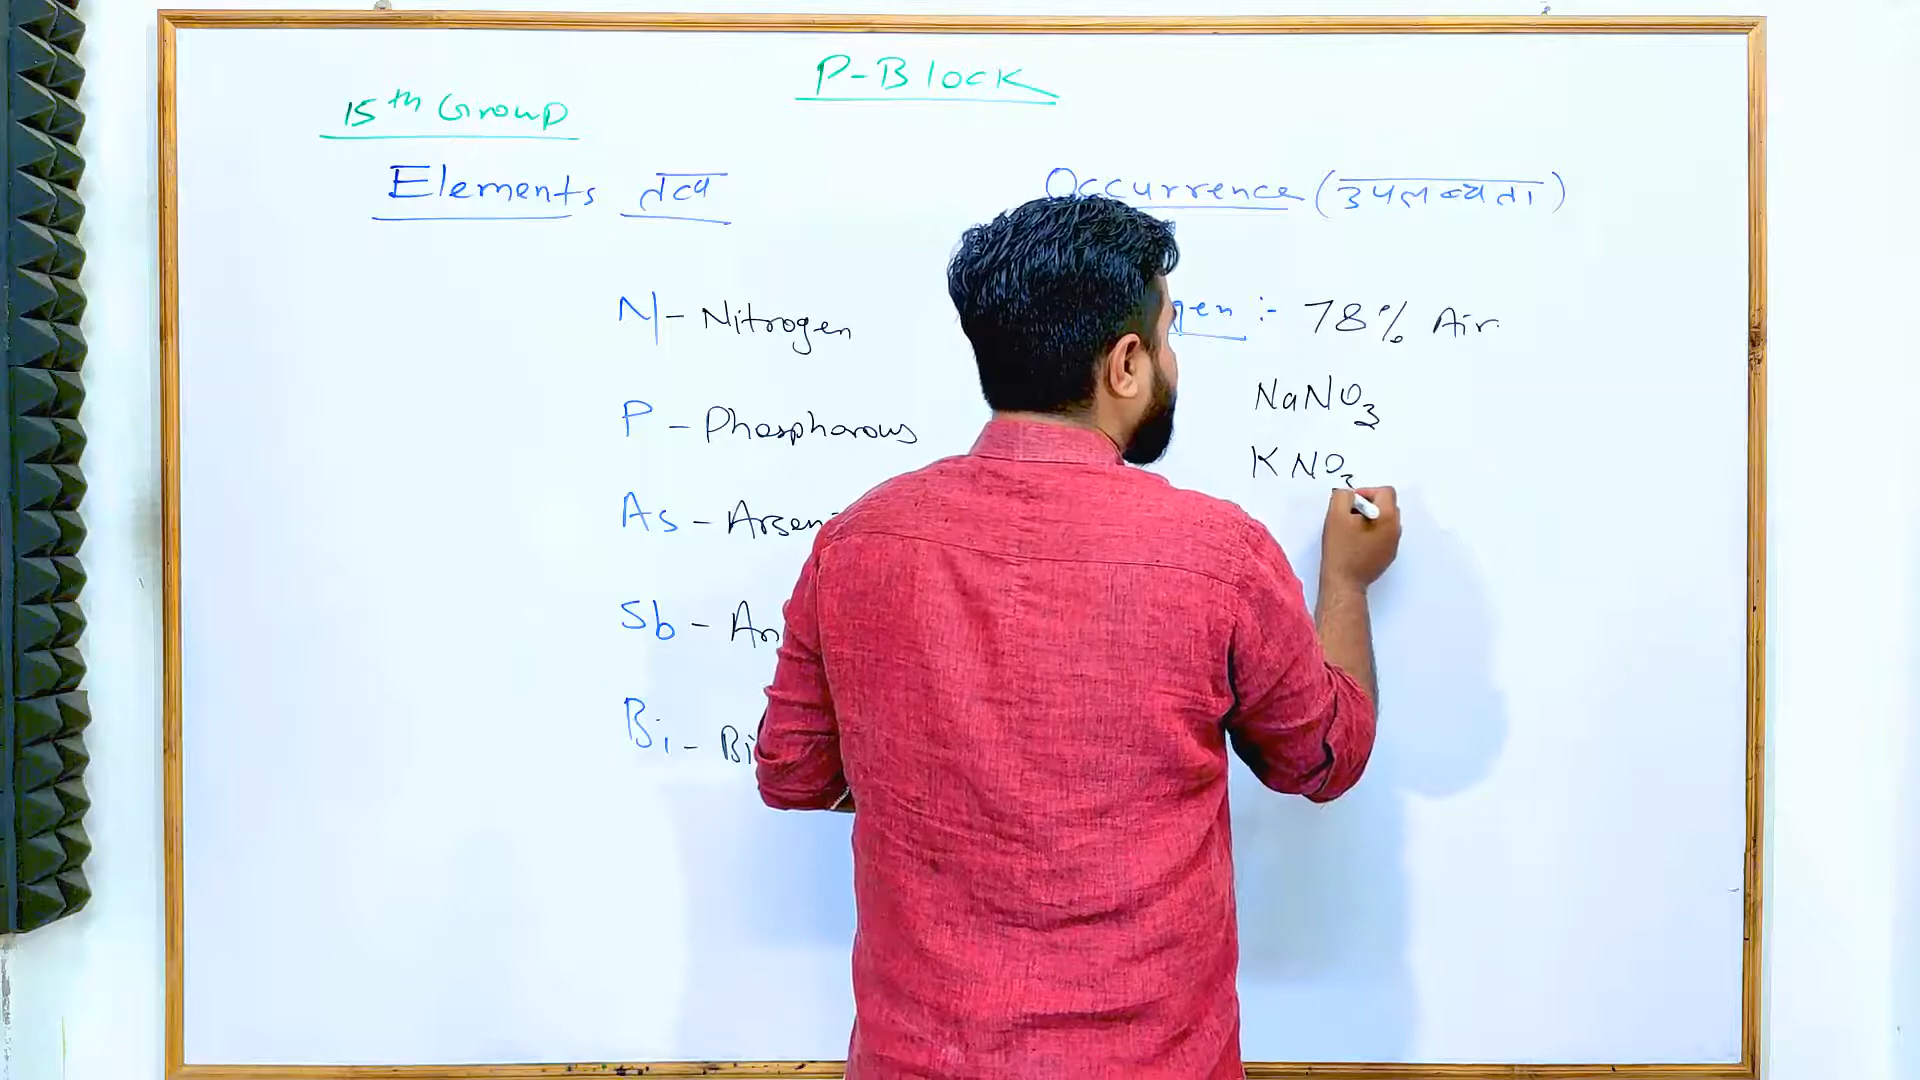 P-Block
15th Group
Elements तत्व
Occurrence (उपलब्धता)
N - Nitrogen
gen :- 78% Air
P - Phosphorous
NaNO3
KNO3
As - Arsen
Sb - An
Bi - Bi